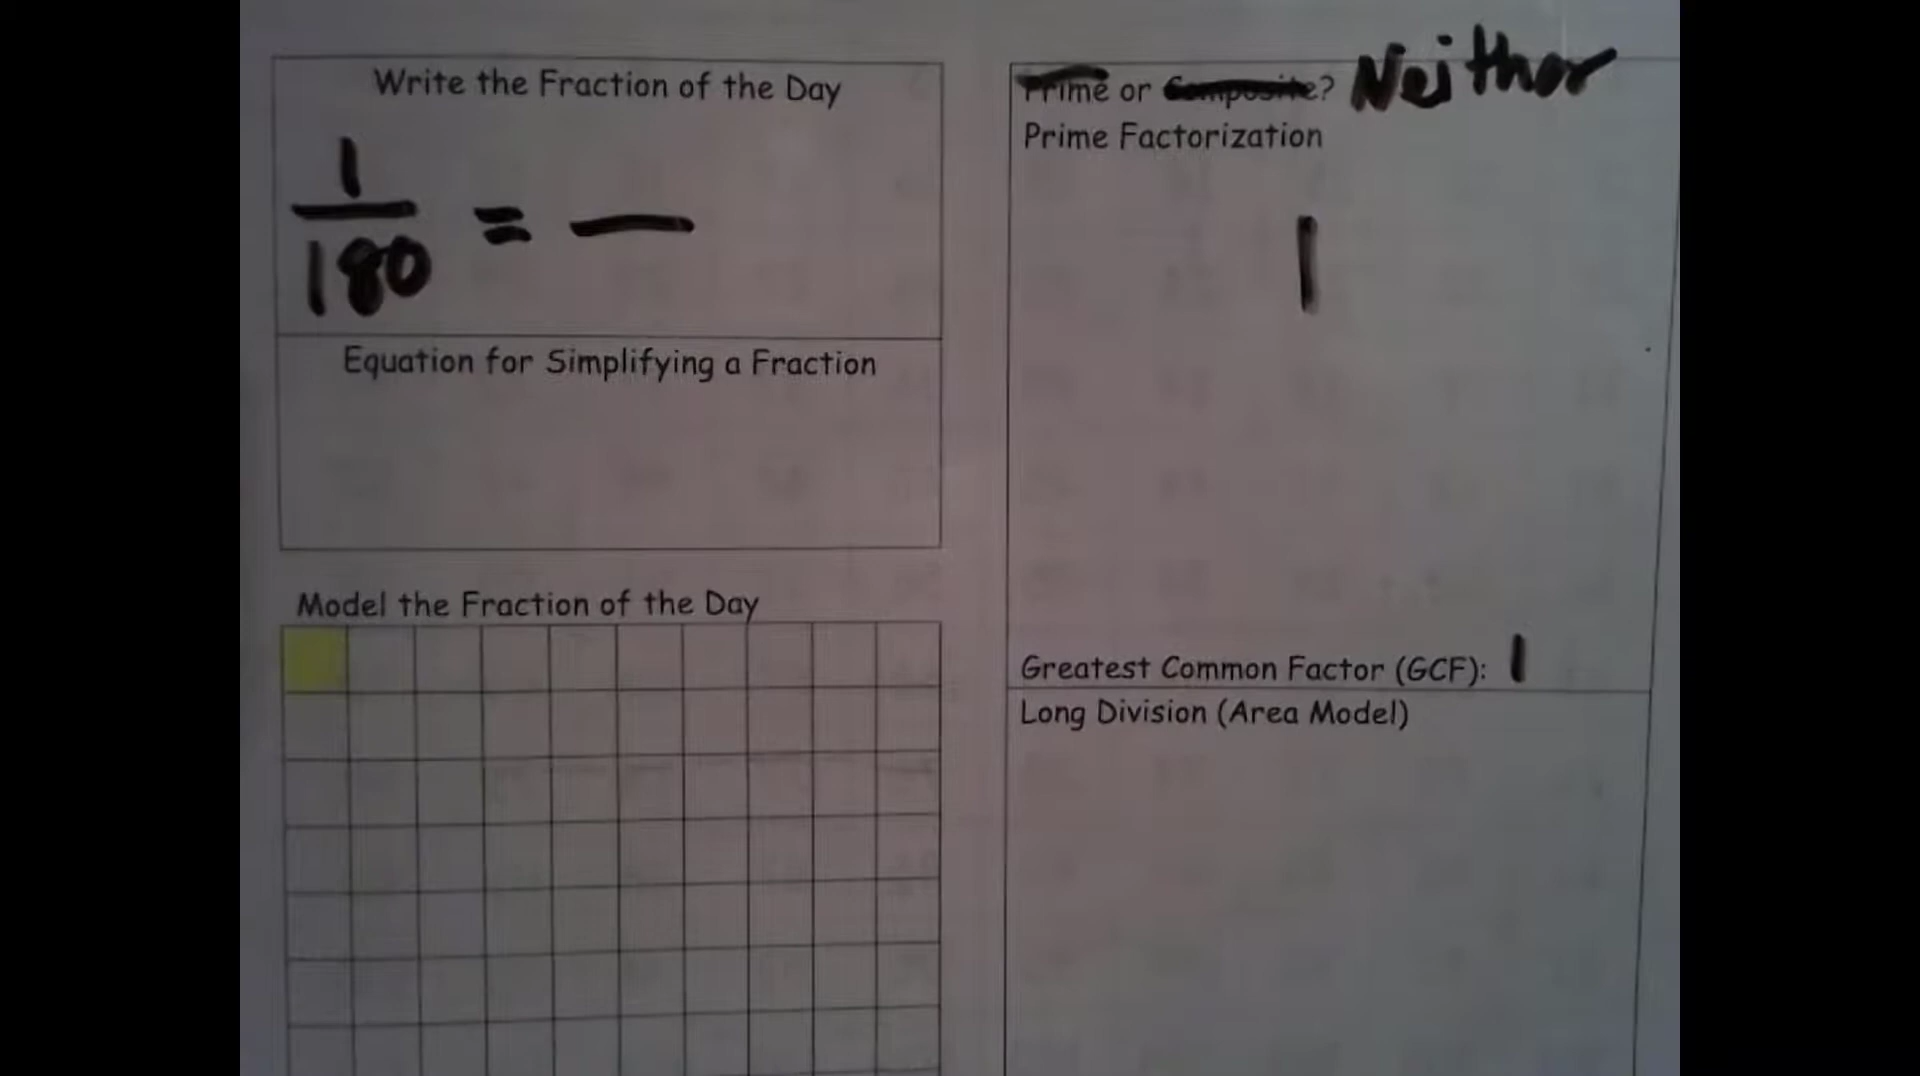 Write the Fraction of the Day
1
180
= —
Equation for Simplifying a Fraction
Model the Fraction of the Day
Prime or Composite? Neither
Prime Factorization
1
Greatest Common Factor (GCF): 1
Long Division (Area Model)